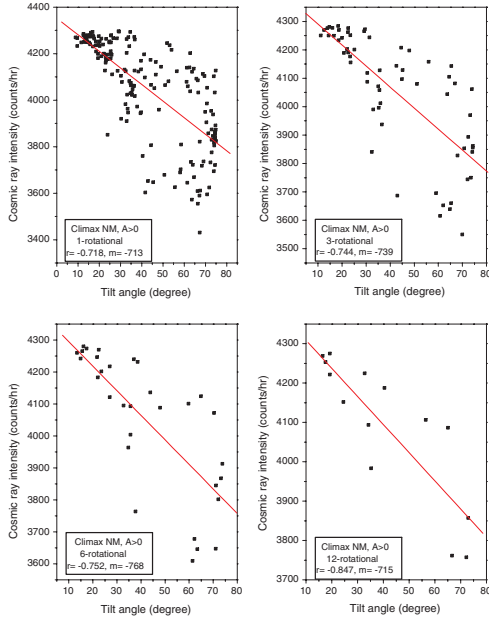 4400
4200
4000
3800
3600
3400
0 10 20 30 40 50 60 70 80
Cosmic ray intensity (counts/hr)
Tilt angle (degree)
Climax NM, A>0
1-rotational
r= -0.718, m= -713
4300
4200
4100
4000
3900
3800
3700
3600
3500
10 20 30 40 50 60 70 80
Cosmic ray intensity (counts/hr)
Tilt angle (degree)
Climax NM, A>0
3-rotational
r= -0.744, m= -739
4300
4200
4100
4000
3900
3800
3700
3600
10 20 30 40 50 60 70 80
Cosmic ray intensity (counts/hr)
Tilt angle (degree)
Climax NM, A>0
6-rotational
r= -0.752, m= -768
4300
4200
4100
4000
3900
3800
3700
10 20 30 40 50 60 70 80
Cosmic ray intensity (counts/hr)
Tilt angle (degree)
Climax NM, A>0
12-rotational
r= -0.847, m= -715